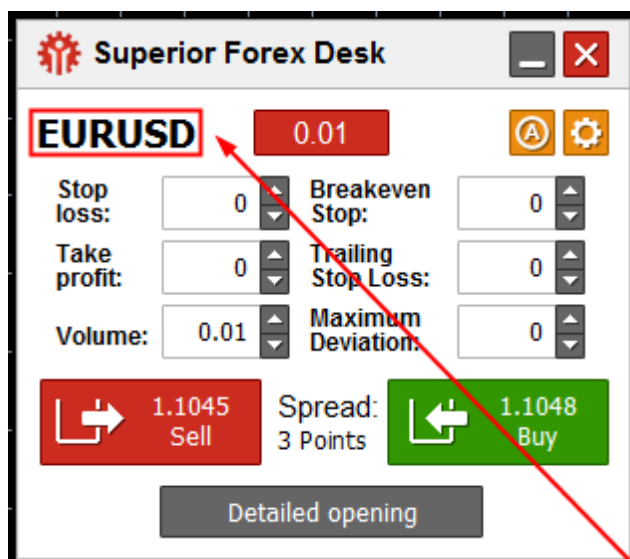 Superior Forex Desk
EURUSD 0.01 A
Stop loss: 0 Breakeven Stop: 0
Take profit: 0 Trailing Stop Loss: 0
Volume: 0.01 Maximum Deviation: 0
1.1045 Sell Spread: 3 Points 1.1048 Buy
Detailed opening